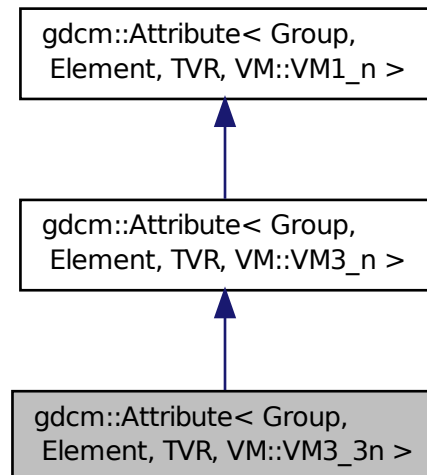 gdcm::Attribute< Group,
Element, TVR, VM::VM1_n >
gdcm::Attribute< Group,
Element, TVR, VM::VM3_n >
gdcm::Attribute< Group,
Element, TVR, VM::VM3_3n >